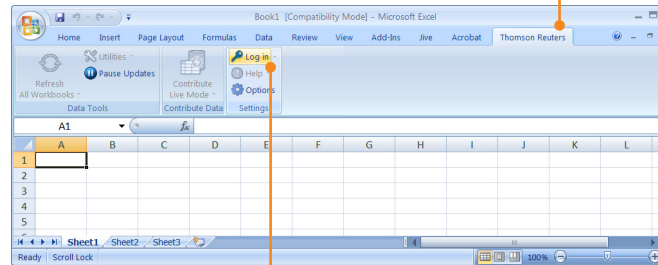 Book1 [Compatibility Mode] - Microsoft Excel
Home Insert Page Layout Formulas Data Review View Add-Ins Jive Acrobat Thomson Reuters
Refresh
All Workbooks
Utilities
Pause Updates
Data Tools
Contribute
Live Mode
Contribute Data
Log in
Help
Options
Settings
A1 fx
A B C D E F G H I J K L
1
2
3
4
5
Sheet1 Sheet2 Sheet3
Ready Scroll Lock 100%